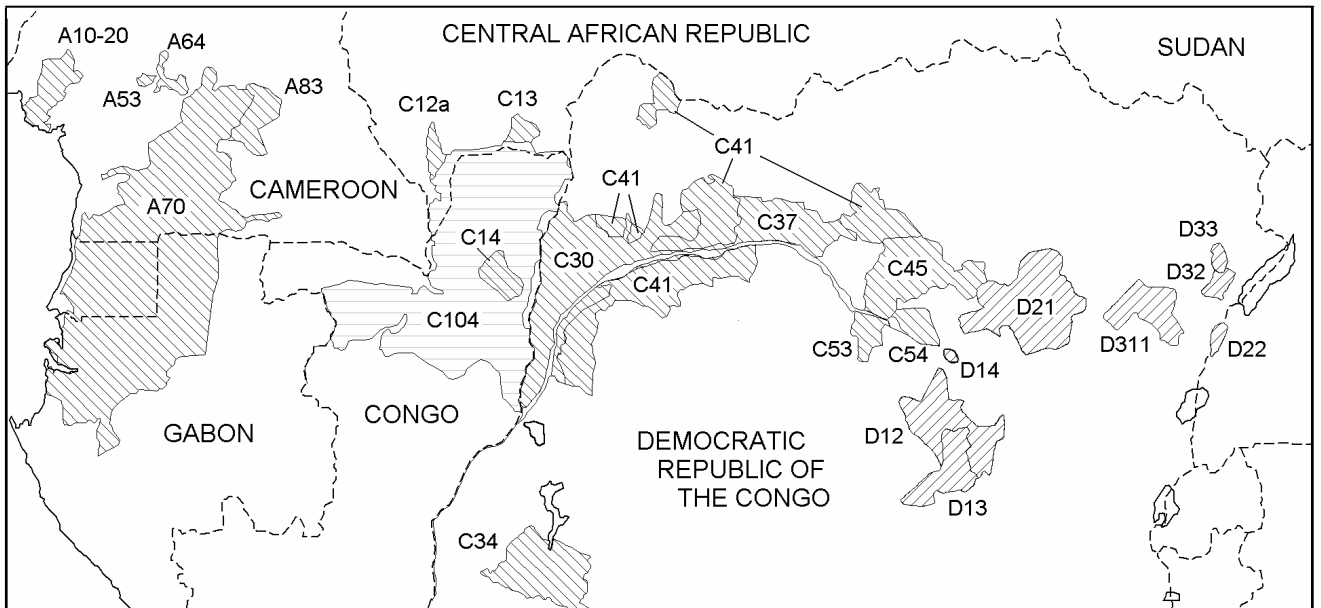 CENTRAL AFRICAN REPUBLIC
SUDAN
A10-20
A64
A53
A83
C12a
C13
C41
CAMEROON
C41
A70
C37
C14
C30
C45
D33
D32
C41
D21
C104
D311
D22
C53
C54
D14
CONGO
GABON
DEMOCRATIC
REPUBLIC OF
THE CONGO
D12
D13
C34